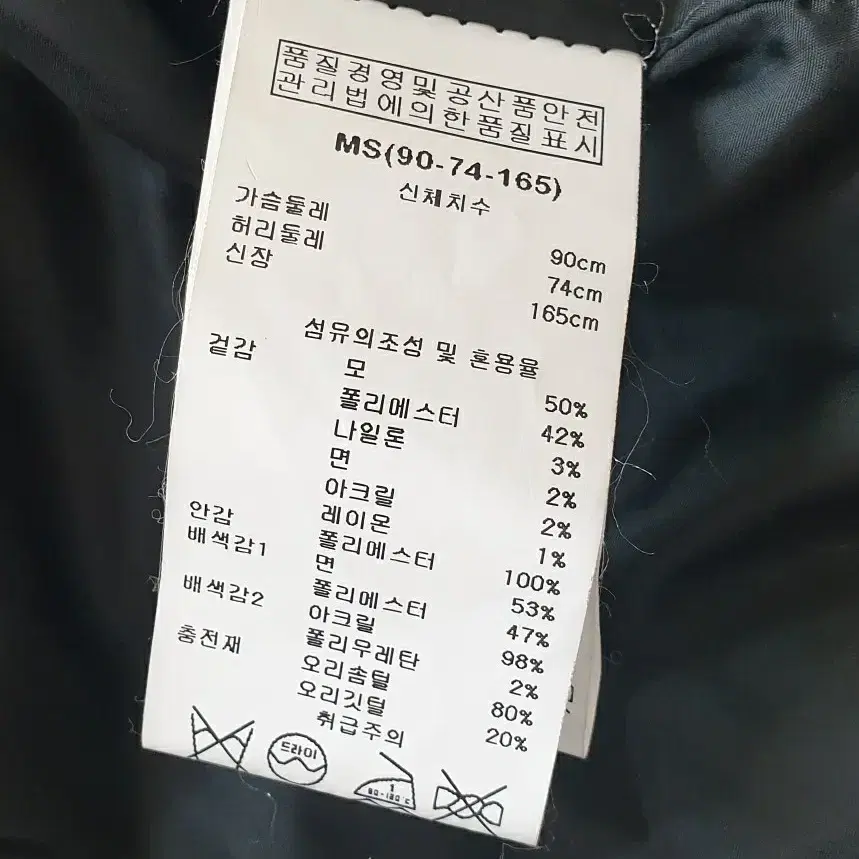 품질경영및공산품안전
관리법에의한품질표시
MS(90-74-165)
신체치수
가슴둘레 90cm
허리둘레 74cm
신장 165cm
섬유의조성 및 혼용율
겉감 모 50%
폴리에스터 42%
나일론 3%
면 2%
아크릴 2%
레이온 1%
안감 폴리에스터 100%
배색감1 면 53%
폴리에스터 47%
배색감2 아크릴 98%
폴리우레탄 2%
충전재 오리솜털 80%
오리깃털 20%
취급주의
드라이
1
80-120℃